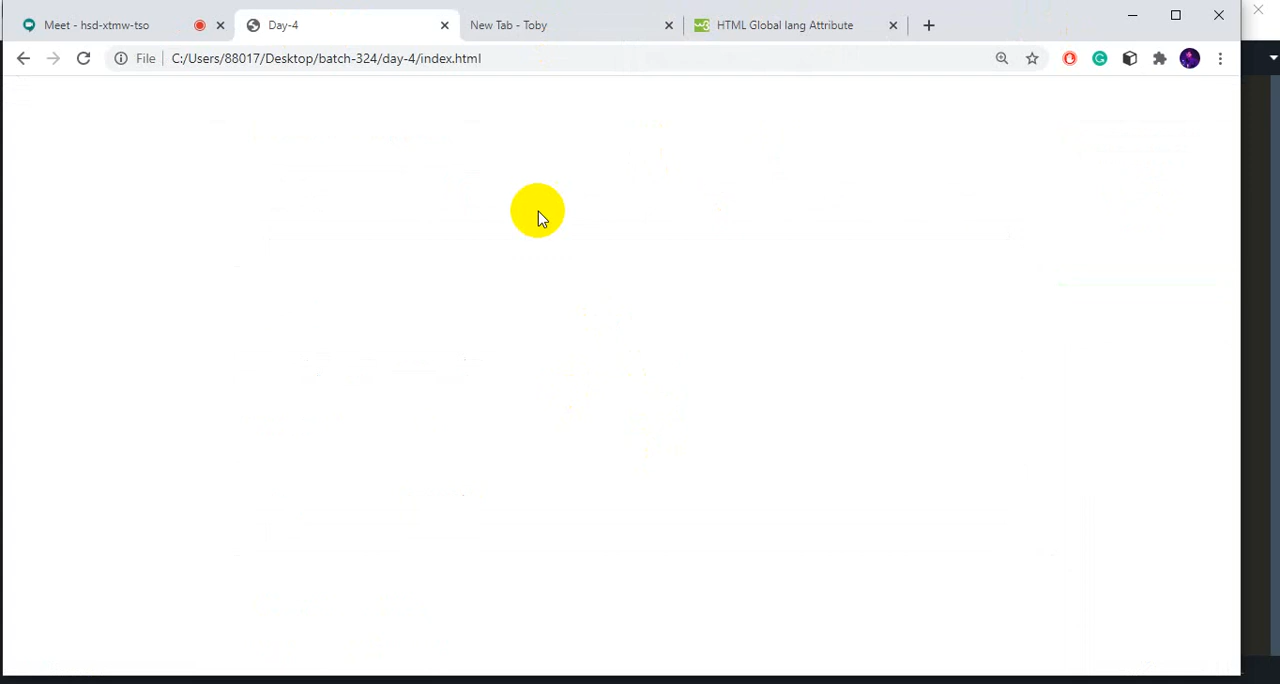 Meet - hsd-xtmw-tso
Day-4
New Tab - Toby
HTML Global lang Attribute
File
C:/Users/88017/Desktop/batch-324/day-4/index.html